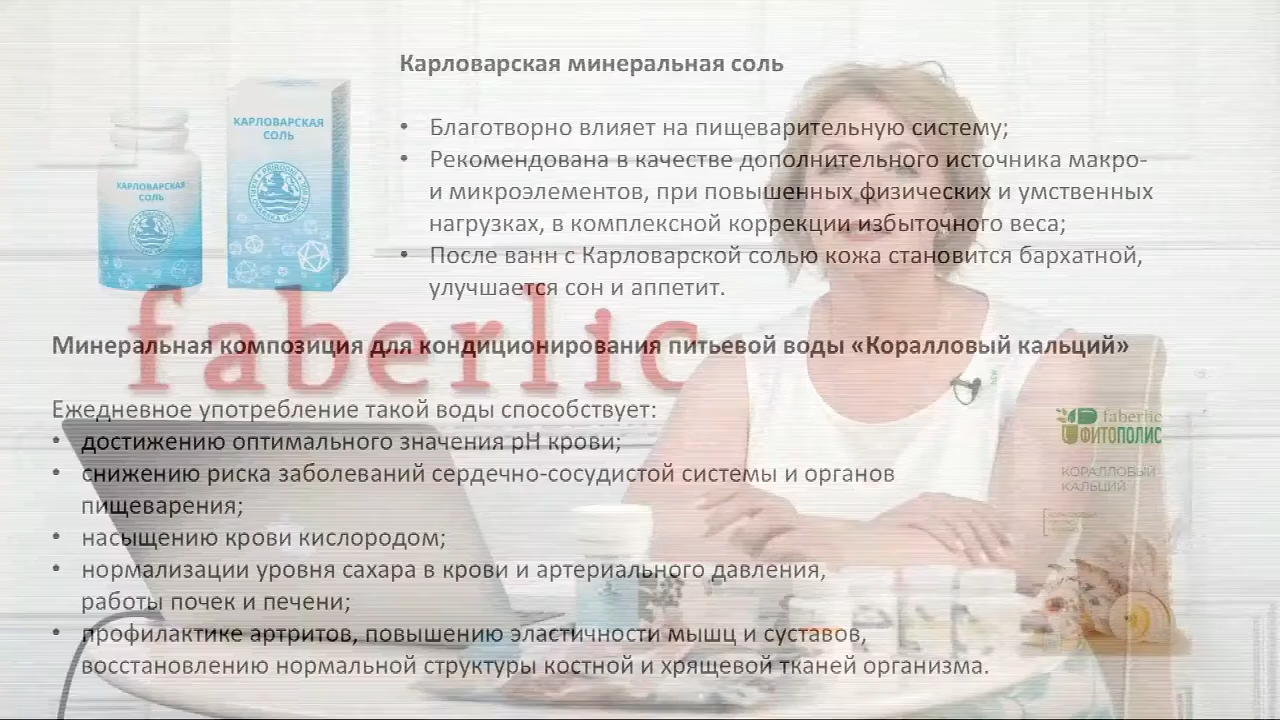 Карловарская минеральная соль
КАРЛОВАРСКАЯ
СОЛЬ
КАРЛОВАРСКАЯ
СОЛЬ
• Благотворно влияет на пищеварительную систему;
• Рекомендована в качестве дополнительного источника макро-
и микроэлементов, при повышенных физических и умственных
нагрузках, в комплексной коррекции избыточного веса;
• После ванн с Карловарской солью кожа становится бархатной,
улучшается сон и аппетит.
faberlic
Минеральная композиция для кондиционирования питьевой воды «Коралловый кальций»
Ежедневное употребление такой воды способствует:
• достижению оптимального значения pH крови;
• снижению риска заболеваний сердечно-сосудистой системы и органов
пищеварения;
• насыщению крови кислородом;
• нормализации уровня сахара в крови и артериального давления,
работы почек и печени;
• профилактике артритов, повышению эластичности мышц и суставов,
восстановлению нормальной структуры костной и хрящевой тканей организма.
faberlic
ФИТОПОЛИС
КОРАЛЛОВЫЙ
КАЛЬЦИЙ